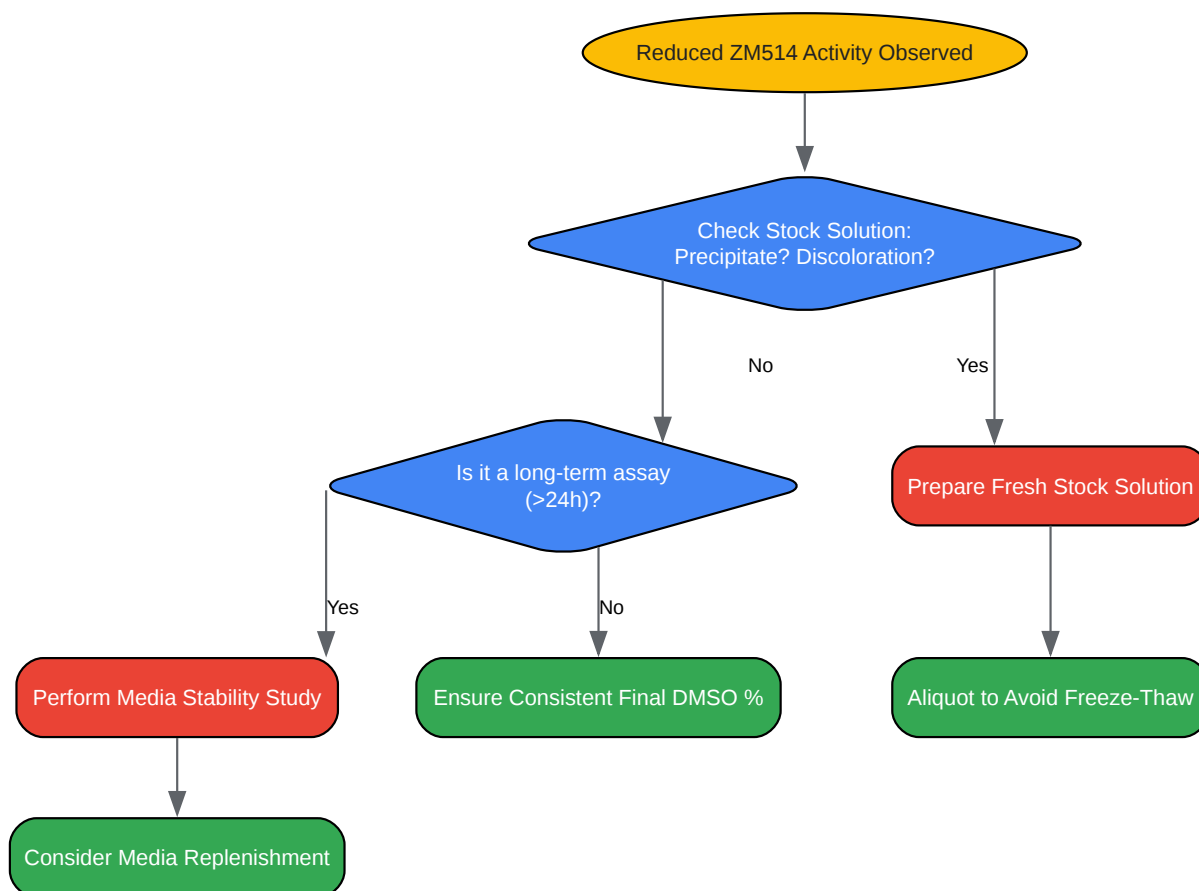 Reduced ZM514 Activity Observed
Check Stock Solution:
Precipitate? Discoloration?
No
Yes
Is it a long-term assay
(>24h)?
Prepare Fresh Stock Solution
Yes
No
Perform Media Stability Study
Ensure Consistent Final DMSO %
Aliquot to Avoid Freeze-Thaw
Consider Media Replenishment